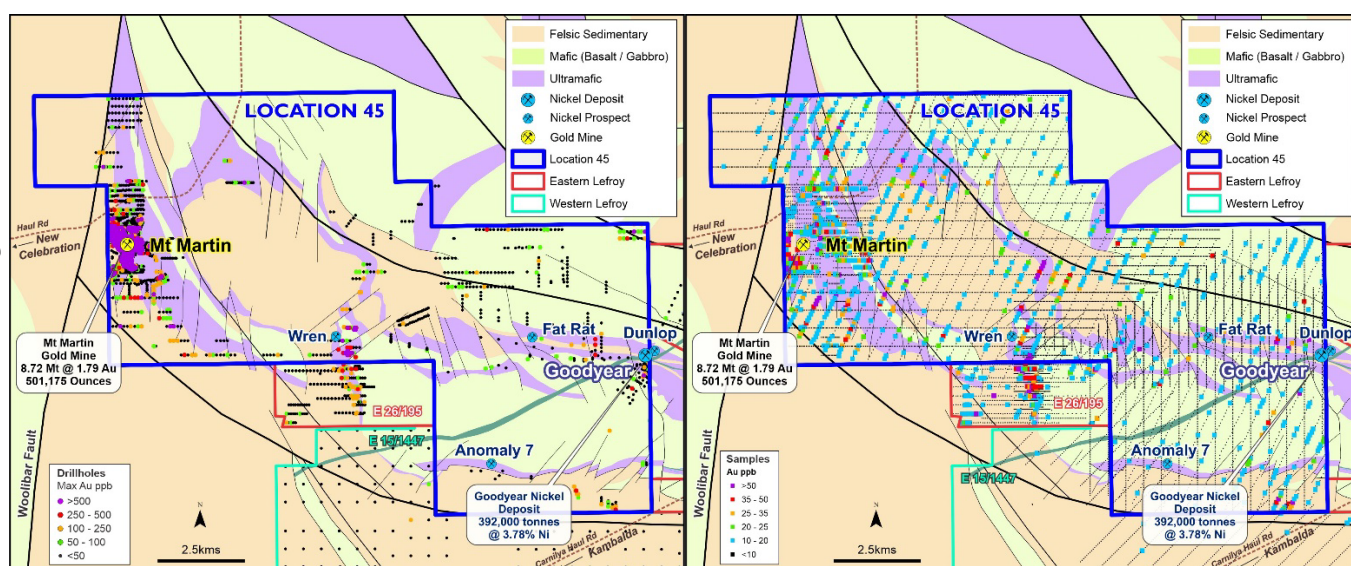 LOCATION 45
Felsic Sedimentary
Mafic (Basalt / Gabbro)
Ultramafic
Nickel Deposit
Nickel Prospect
Gold Mine
Location 45
Eastern Lefroy
Western Lefroy
Haul Rd
New
Celebration
Mt Martin
Mt Martin
Gold Mine
8.72 Mt @ 1.79 Au
501,175 Ounces
Wren
Fat Rat
Dunlop
Goodyear
E 26/195
E 15/1447
Anomaly 7
Woolibar Fault
Goodyear Nickel
Deposit
392,000 tonnes
@ 3.78% Ni
Drillholes
Max Au ppb
>500
250 - 500
100 - 250
50 - 100
<50
N
2.5kms
Carnilya Haul Rd
Kambalda
LOCATION 45
Felsic Sedimentary
Mafic (Basalt / Gabbro)
Ultramafic
Nickel Deposit
Nickel Prospect
Gold Mine
Location 45
Eastern Lefroy
Western Lefroy
Haul Rd
New
Celebration
Mt Martin
Mt Martin
Gold Mine
8.72 Mt @ 1.79 Au
501,175 Ounces
Wren
Fat Rat
Dunlop
Goodyear
E 26/195
E 15/1447
Anomaly 7
Woolibar Fault
Goodyear Nickel
Deposit
392,000 tonnes
@ 3.78% Ni
Samples
Au ppb
>50
35 - 50
25 - 35
20 - 25
10 - 20
<10
N
2.5kms
Carnilya Haul Rd
Kambalda